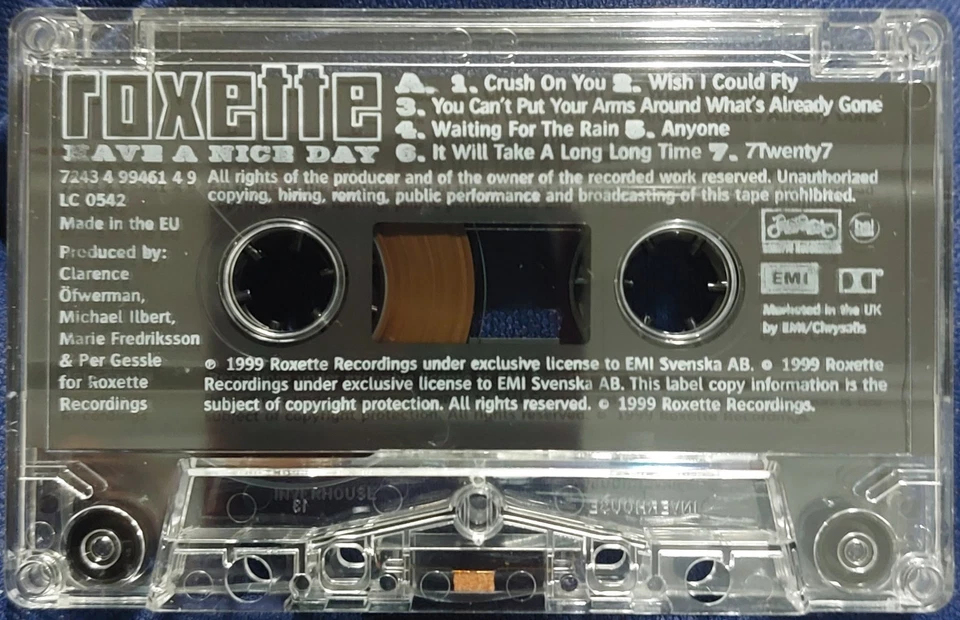 roxette
HAVE A NICE DAY
A. 1. Crush On You 2. Wish I Could Fly
3. You Can't Put Your Arms Around What's Already Gone
4. Waiting For The Rain 5. Anyone
6. It Will Take A Long Long Time 7. 7Twenty7
7243 4 99461 4 9
LC 0542
Made in the EU
All rights of the producer and of the owner of the recorded work reserved. Unauthorized
copying, hiring, renting, public performance and broadcasting of this tape prohibited.
Produced by:
Clarence
Öfwerman,
Michael Ilbert,
Marie Fredriksson
& Per Gessle
for Roxette
Recordings
EMI
Marketed in the UK
by EMI/Chrysalis
℗ 1999 Roxette Recordings under exclusive license to EMI Svenska AB. © 1999 Roxette
Recordings under exclusive license to EMI Svenska AB. This label copy information is the
subject of copyright protection. All rights reserved. © 1999 Roxette Recordings.
INTERHOUSE
13
INTERHOUSE